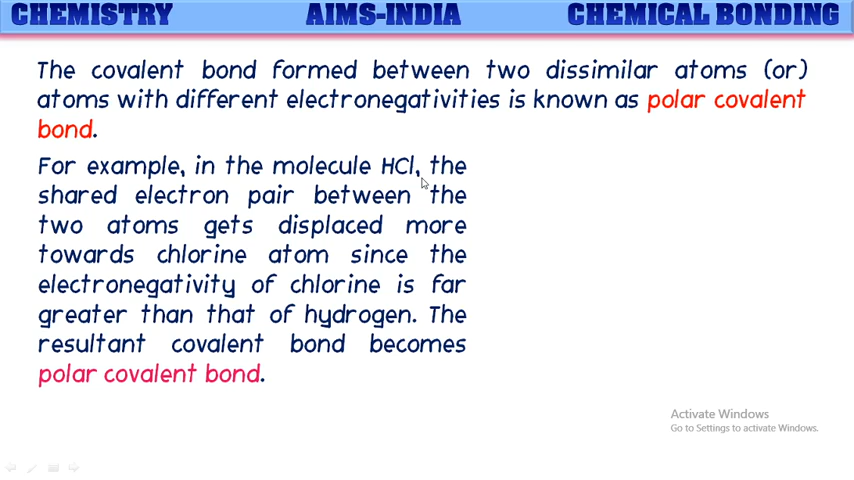 CHEMISTRY AIMS-INDIA CHEMICAL BONDING
The covalent bond formed between two dissimilar atoms (or)
atoms with different electronegativities is known as polar covalent
bond.
For example, in the molecule HCl, the
shared electron pair between the
two atoms gets displaced more
towards chlorine atom since the
electronegativity of chlorine is far
greater than that of hydrogen. The
resultant covalent bond becomes
polar covalent bond.
Activate Windows
Go to Settings to activate Windows.